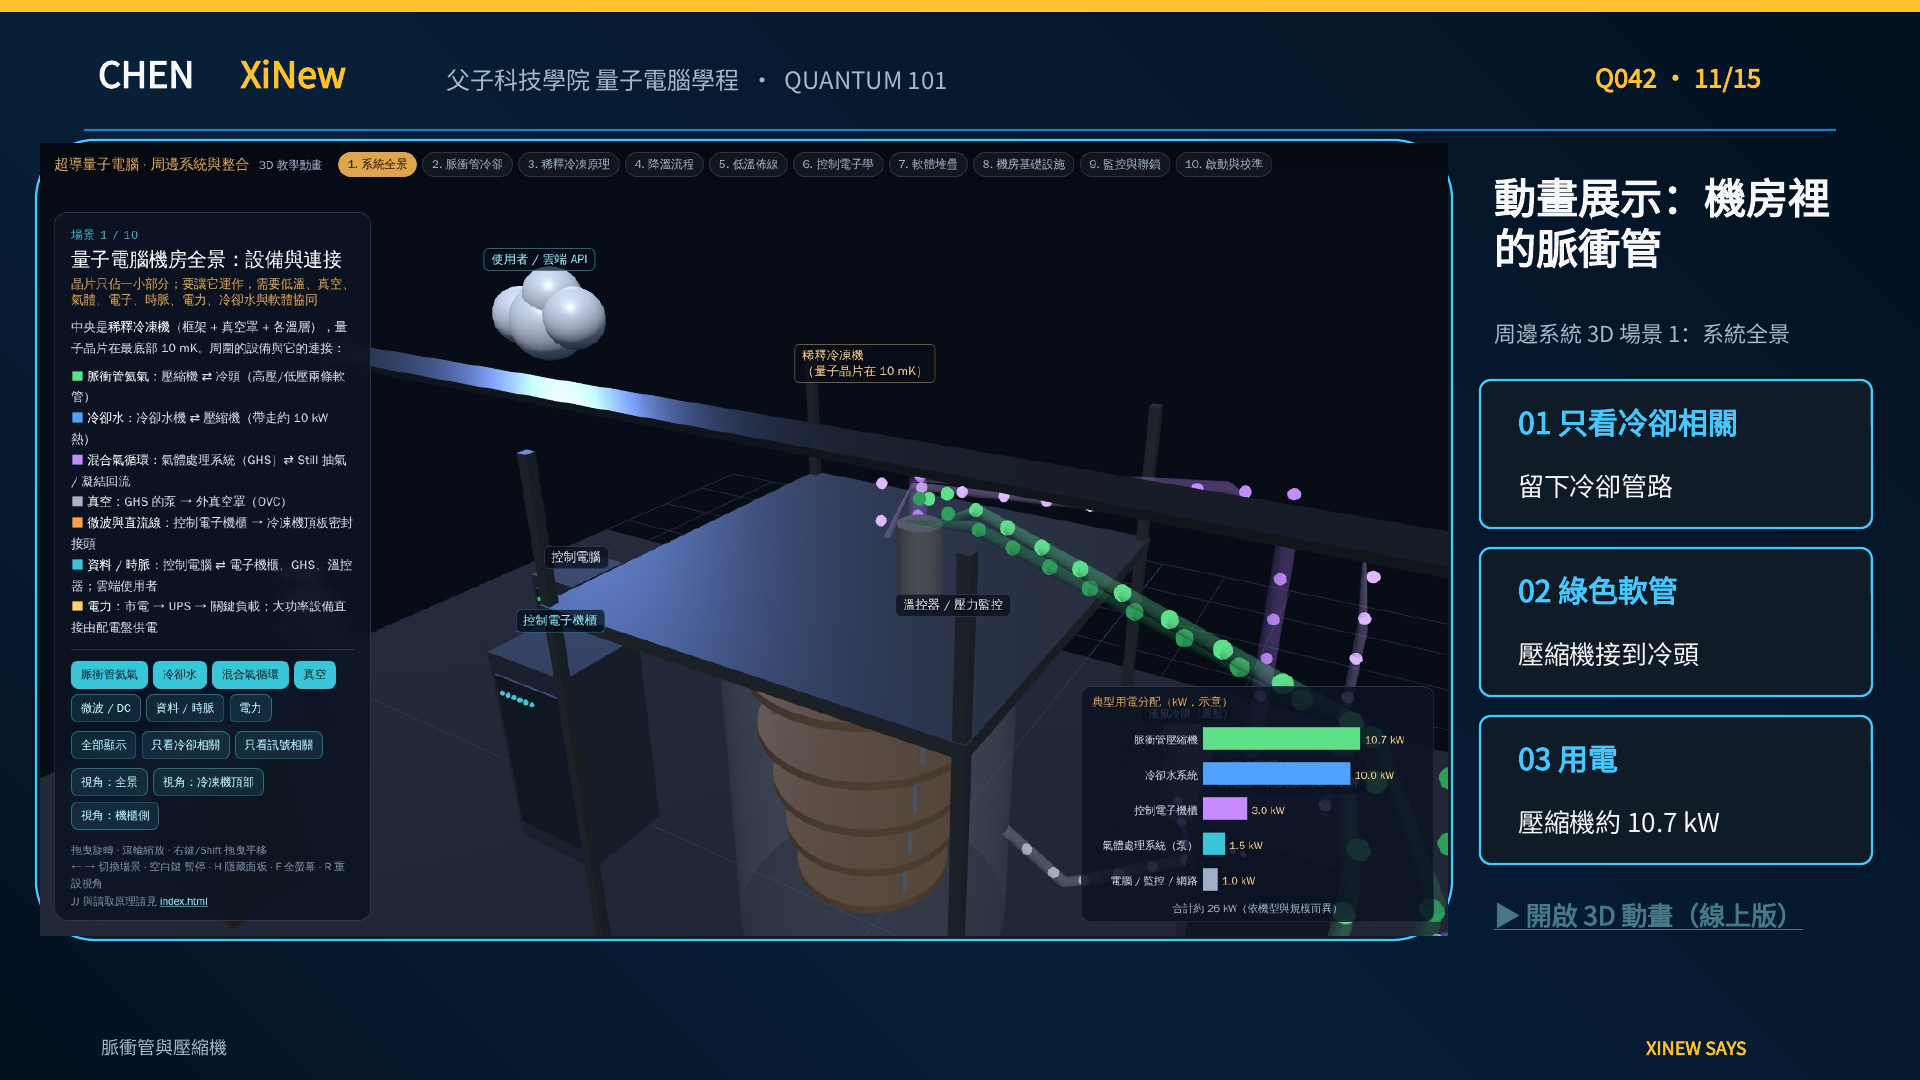 CHEN XiNew
父子科技學院 量子電腦學程 · QUANTUM 101
Q042 · 11/15
超導量子電腦 · 周邊系統與整合 3D 教學動畫
1. 系統全景
2. 脈衝管冷卻
3. 稀釋冷凍原理
4. 降溫流程
5. 低溫佈線
6. 控制電子學
7. 軟體堆疊
8. 機房基礎設施
9. 監控與聯鎖
10. 啟動與校準
場景 1 / 10
量子電腦機房全景：設備與連接
晶片只佔一小部分；要讓它運作，需要低溫、真空、
氣體、電子、時脈、電力、冷卻水與軟體協同
中央是稀釋冷凍機（框架 + 真空罩 + 各溫層），量
子晶片在最底部 10 mK。周圍的設備與它的連接：
脈衝管氦氣：壓縮機 ⇄ 冷頭（高壓/低壓兩條軟
管）
冷卻水：冷卻水機 ⇄ 壓縮機（帶走約 10 kW
熱）
混合氣循環：氣體處理系統（GHS）⇄ Still 抽氣
/ 凝結回流
真空：GHS 的泵 → 外真空罩（OVC）
微波與直流線：控制電子機櫃 → 冷凍機頂板密封
接頭
資料 / 時脈：控制電腦 ⇄ 電子機櫃、GHS、溫控
器；雲端使用者
電力：市電 → UPS → 關鍵負載；大功率設備直
接由配電盤供電
脈衝管氦氣 冷卻水 混合氣循環 真空
微波 / DC 資料 / 時脈 電力
全部顯示 只看冷卻相關 只看訊號相關
視角：全景 視角：冷凍機頂部
視角：機櫃側
拖曳旋轉 · 滾輪縮放 · 右鍵/Shift 拖曳平移
← → 切換場景 · 空白鍵 暫停 · H 隱藏面板 · F 全螢幕 · R 重
設視角
JJ 與讀取原理請見 index.html
使用者 / 雲端 API
稀釋冷凍機
（量子晶片在 10 mK）
控制電腦
控制電子機櫃
溫控器 / 壓力監控
典型用電分配（kW，示意）
液氮冷阱（選配）
脈衝管壓縮機 10.7 kW
冷卻水系統 10.0 kW
控制電子機櫃 3.0 kW
氣體處理系統（泵） 1.5 kW
電腦 / 監控 / 網路 1.0 kW
合計約 26 kW（依機型與規模而異）
動畫展示：機房裡
的脈衝管
周邊系統 3D 場景 1：系統全景
01 只看冷卻相關
留下冷卻管路
02 綠色軟管
壓縮機接到冷頭
03 用電
壓縮機約 10.7 kW
▶ 開啟 3D 動畫（線上版）
脈衝管與壓縮機
XINEW SAYS